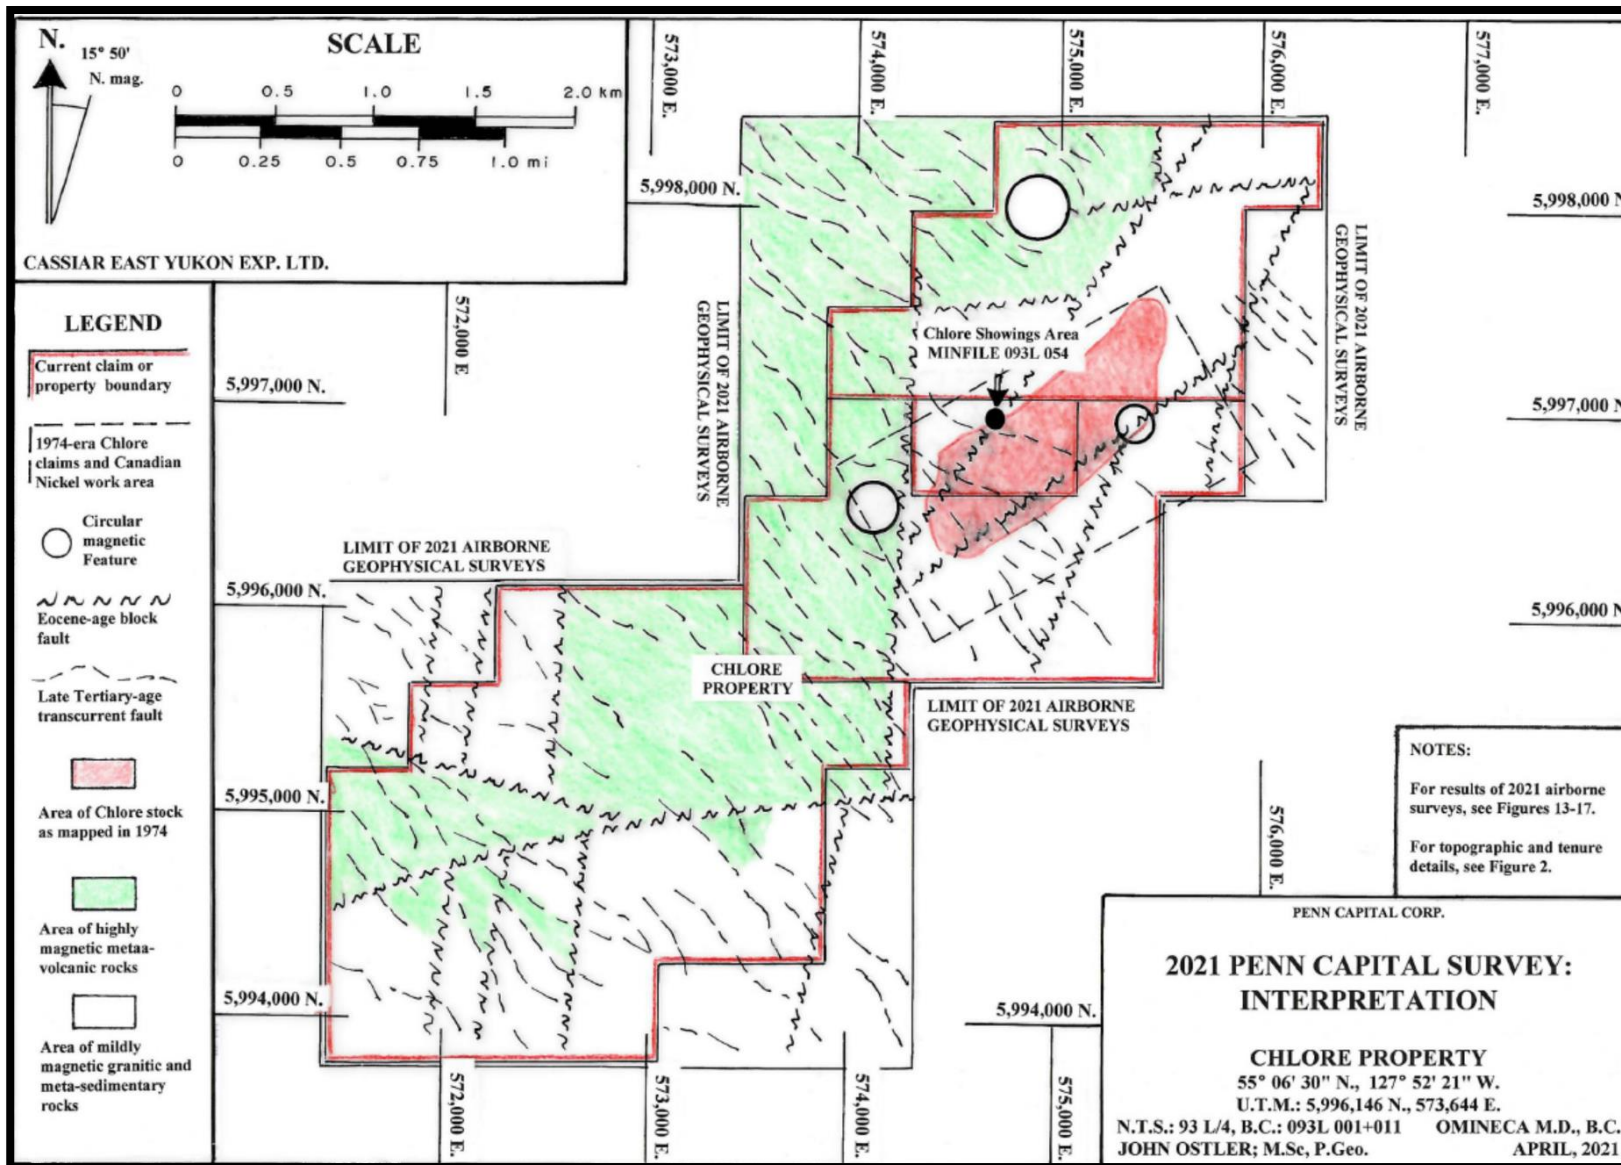 N.
15° 50'
N. mag.
SCALE
0 0.5 1.0 1.5 2.0 km
0 0.25 0.5 0.75 1.0 mi
CASSIAR EAST YUKON EXP. LTD.
573,000 E.
574,000 E.
575,000 E.
576,000 E.
577,000 E.
5,998,000 N.
5,998,000 N
LIMIT OF 2021 AIRBORNE
GEOPHYSICAL SURVEYS
572,000 E
LIMIT OF 2021 AIRBORNE
GEOPHYSICAL SURVEYS
Chlore Showings Area
MINFILE 093L 054
5,997,000 N.
5,997,000 N
LEGEND
Current claim or
property boundary
1974-era Chlore
claims and Canadian
Nickel work area
Circular
magnetic
Feature
Eocene-age block
fault
Late Tertiary-age
transcurrent fault
Area of Chlore stock
as mapped in 1974
Area of highly
magnetic metaa-
volcanic rocks
Area of mildly
magnetic granitic and
meta-sedimentary
rocks
LIMIT OF 2021 AIRBORNE
GEOPHYSICAL SURVEYS
5,996,000 N.
5,996,000 N
CHLORE
PROPERTY
LIMIT OF 2021 AIRBORNE
GEOPHYSICAL SURVEYS
5,995,000 N.
576,000 E.
5,994,000 N.
5,994,000 N.
572,000 E.
573,000 E.
574,000 E.
575,000 E.
NOTES:
For results of 2021 airborne
surveys, see Figures 13-17.
For topographic and tenure
details, see Figure 2.
PENN CAPITAL CORP.
2021 PENN CAPITAL SURVEY:
INTERPRETATION
CHLORE PROPERTY
55° 06' 30" N., 127° 52' 21" W.
U.T.M.: 5,996,146 N., 573,644 E.
N.T.S.: 93 L/4, B.C.: 093L 001+011 OMINECA M.D., B.C.
JOHN OSTLER; M.Sc, P.Geo. APRIL, 2021